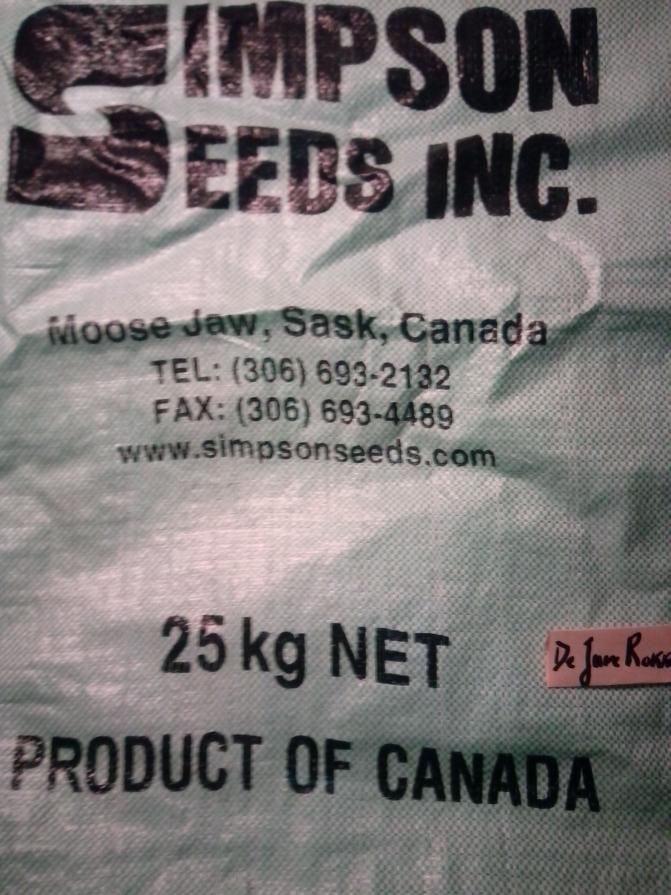 SIMPSON
SEEDS INC.
Moose Jaw, Sask, Canada
TEL: (306) 693-2132
FAX: (306) 693-4489
www.simpsonseeds.com
25 kg NET
De
PRODUCT OF CANADA